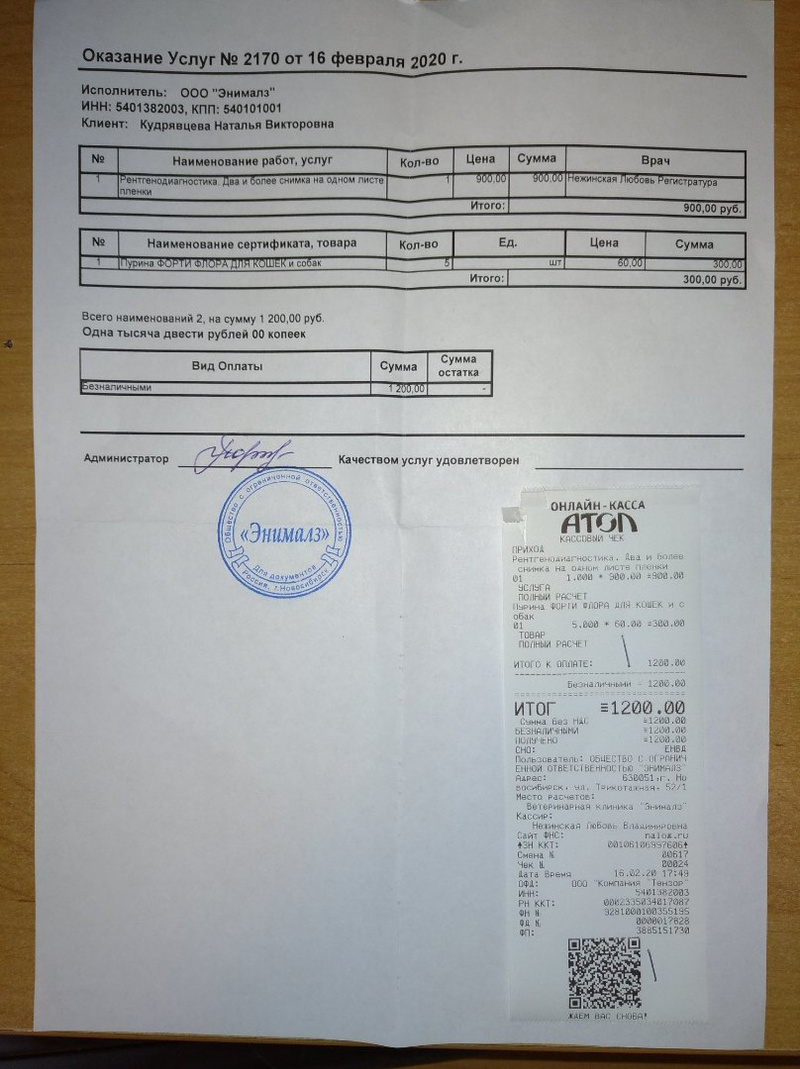 Оказание Услуг № 2170 от 16 февраля 2020 г.
Исполнитель: ООО "Энималз"
ИНН: 5401382003, КПП: 540101001
Клиент: Кудрявцева Наталья Викторовна
№ Наименование работ, услуг Кол-во Цена Сумма Врач
1 Рентгенодиагностика. Два и более снимка на одном листе 1 900,00 900,00 Нежинская Любовь Регистратура
пленки
Итого: 900,00 руб.
№ Наименование сертификата, товара Кол-во Ед. Цена Сумма
1 Пурина ФОРТИ ФЛОРА ДЛЯ КОШЕК и собак 5 шт 60,00 300,00
Итого: 300,00 руб.
Всего наименований 2, на сумму 1 200,00 руб.
Одна тысяча двести рублей 00 копеек
Вид Оплаты Сумма Сумма остатка
Безналичными 1 200,00 -
Администратор Качеством услуг удовлетворен
Общество с ограниченной ответственностью
«Энималз»
Для документов
Россия, г.Новосибирск
ОНЛАЙН-КАССА
АТОЛ
КАССОВЫЙ ЧЕК
ПРИХОД
Рентгенодиагностика. Два и более
снимка на одном листе пленки
01 1.000 * 900.00 =900.00
УСЛУГА
ПОЛНЫЙ РАСЧЕТ
Пурина ФОРТИ ФЛОРА ДЛЯ КОШЕК и с
обак
01 5.000 * 60.00 =300.00
ТОВАР
ПОЛНЫЙ РАСЧЕТ
ИТОГО К ОПЛАТЕ: 1200.00
Безналичными - 1200.00
ИТОГ =1200.00
Сумма без НДС =1200.00
БЕЗНАЛИЧНЫМИ =1200.00
ПОЛУЧЕНО =1200.00
СНО: ЕНВД
Пользователь: ОБЩЕСТВО С ОГРАНИЧ
ЕННОЙ ОТВЕТСТВЕННОСТЬЮ "ЭНИМАЛЗ"
Адрес: 630051,г. Но
восибирск, ул. Трикотажная, 52/1
Место расчетов:
Ветеринарная клиника "Энималз"
Кассир:
Нежинская Любовь Владимировна
Сайт ФНС: nalog.ru
ЗН ККТ: 00106106997606
Смена № 00617
Чек № 00024
Дата Время 16.02.20 17:49
ОФД: ООО "Компания "Тензор"
ИНН: 5401382003
РН ККТ: 0002335034017087
ФН № 9281000100355195
ФД № 0000017828
ФП: 3885151730
ЖДЕМ ВАС СНОВА!